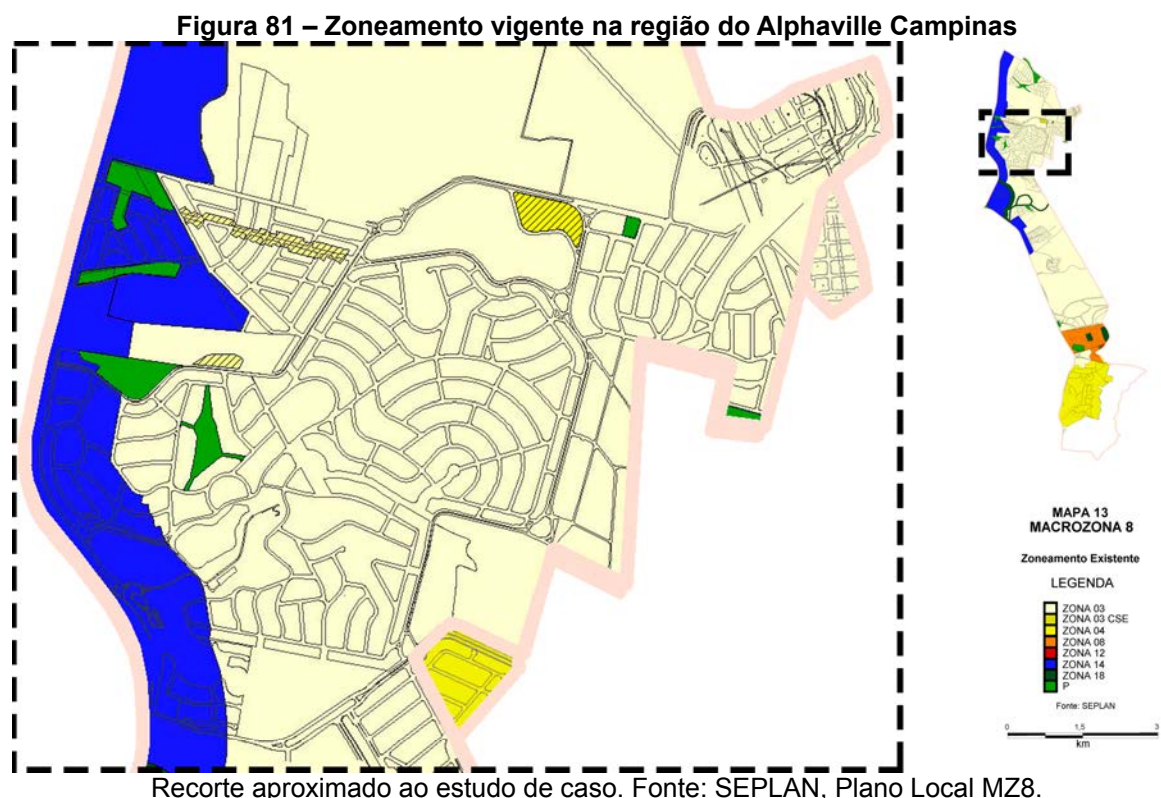 Figura 81 – Zoneamento vigente na região do Alphaville Campinas
MAPA 13
MACROZONA 8
Zoneamento Existente
LEGENDA
ZONA 03
ZONA 03 CSE
ZONA 04
ZONA 08
ZONA 12
ZONA 14
ZONA 18
P
Fonte: SEPLAN
0 1,5 3
km
Recorte aproximado ao estudo de caso. Fonte: SEPLAN, Plano Local MZ8.